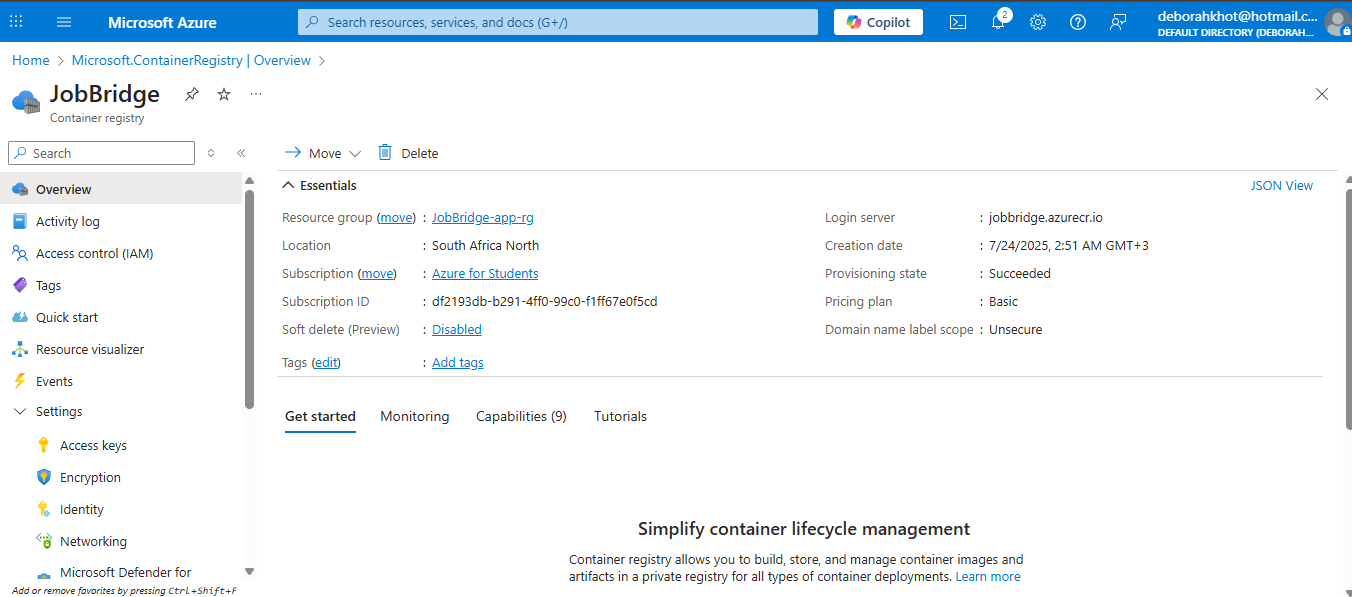 Microsoft Azure
Search resources, services, and docs (G+/)
Copilot
2
deborahkhot@hotmail.c...
DEFAULT DIRECTORY (DEBORAH...
Home > Microsoft.ContainerRegistry | Overview >
JobBridge
Container registry
Search
Overview
Activity log
Access control (IAM)
Tags
Quick start
Resource visualizer
Events
Settings
Access keys
Encryption
Identity
Networking
Microsoft Defender for
Add or remove favorites by pressing Ctrl+Shift+F
Move
Delete
Essentials
JSON View
Resource group (move) : JobBridge-app-rg
Location : South Africa North
Subscription (move) : Azure for Students
Subscription ID : df2193db-b291-4ff0-99c0-f1ff67e0f5cd
Soft delete (Preview) : Disabled
Tags (edit) : Add tags
Login server : jobbridge.azurecr.io
Creation date : 7/24/2025, 2:51 AM GMT+3
Provisioning state : Succeeded
Pricing plan : Basic
Domain name label scope : Unsecure
Get started
Monitoring
Capabilities (9)
Tutorials
Simplify container lifecycle management
Container registry allows you to build, store, and manage container images and
artifacts in a private registry for all types of container deployments. Learn more